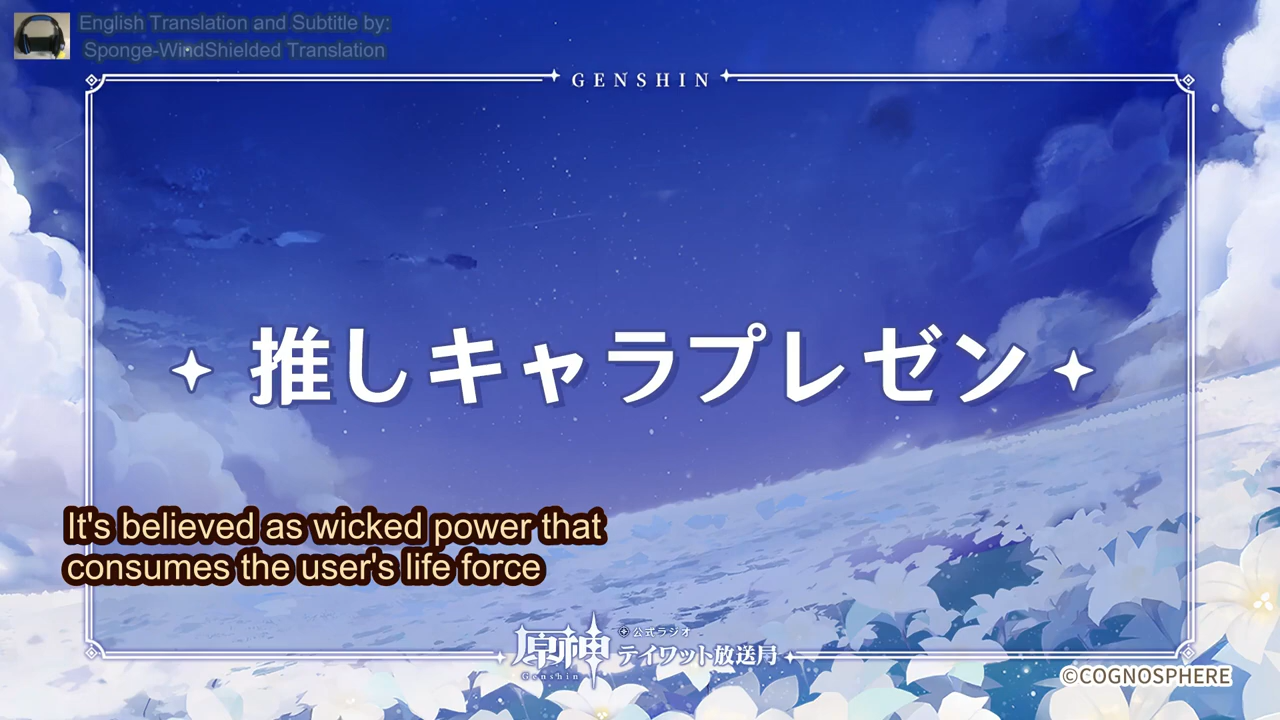 English Translation and Subtitle by:
Sponge-WindShielded Translation
GENSHIN
推しキャラプレゼン
It's believed as wicked power that
consumes the user's life force
原神
Genshin
公式ラジオ
テイワット放送局
©COGNOSPHERE